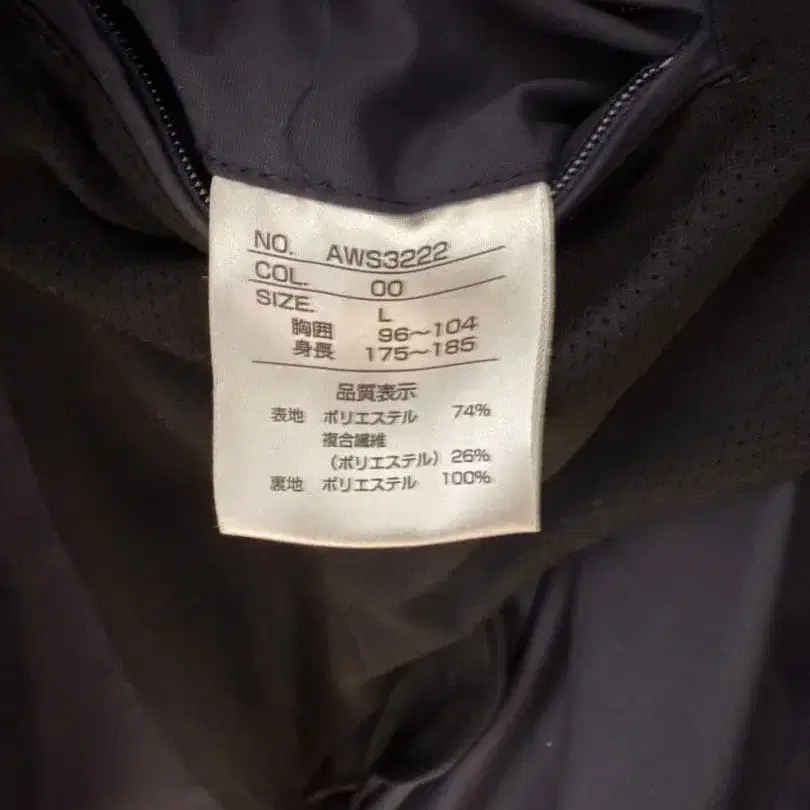 NO. AWS3222
COL. 00
SIZE. L
胸囲 96〜104
身長 175〜185
品質表示
表地 ポリエステル 74%
複合繊維
（ポリエステル）26%
裏地 ポリエステル 100%